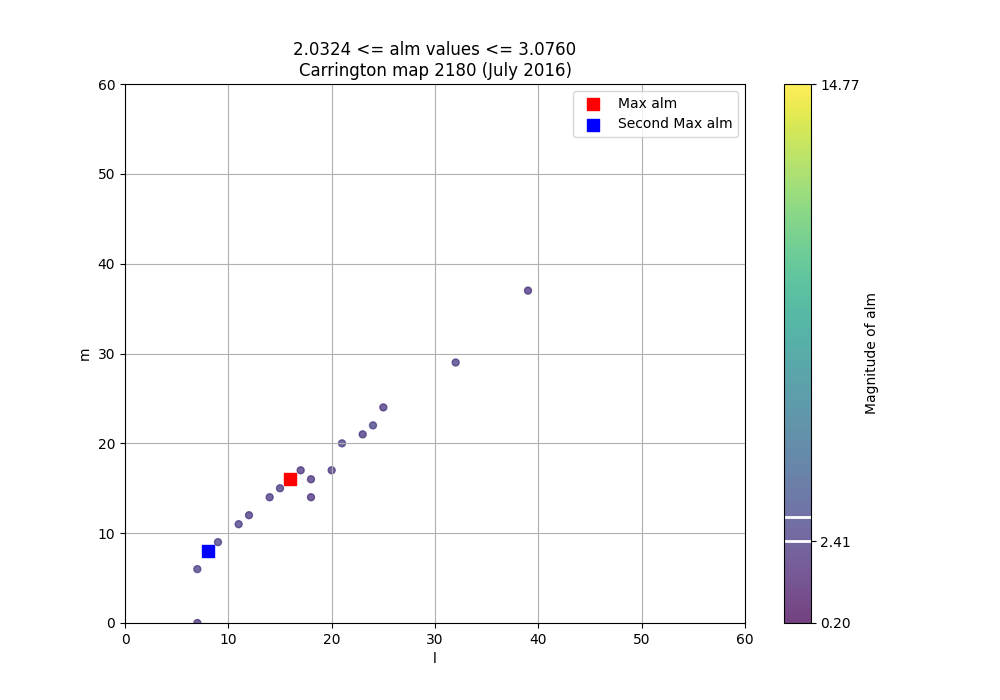 2.0324 <= alm values <= 3.0760
Carrington map 2180 (July 2016)
Max alm
Second Max alm
60
50
40
30
20
10
0
m
0 10 20 30 40 50 60
l
14.77
2.41
0.20
Magnitude of alm